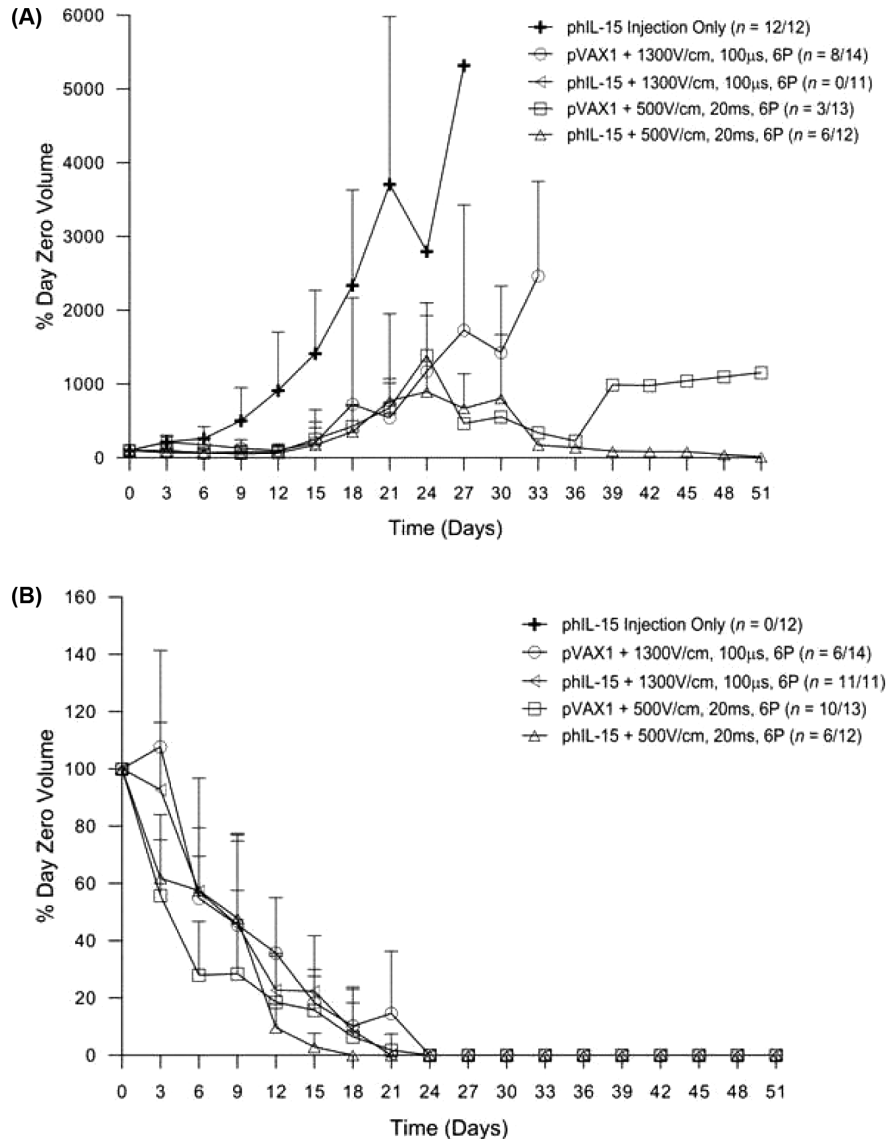 (A)
phIL-15 Injection Only (n = 12/12)
pVAX1 + 1300V/cm, 100μs, 6P (n = 8/14)
phIL-15 + 1300V/cm, 100μs, 6P (n = 0/11)
pVAX1 + 500V/cm, 20ms, 6P (n = 3/13)
phIL-15 + 500V/cm, 20ms, 6P (n = 6/12)
% Day Zero Volume
6000
5000
4000
3000
2000
1000
0
0 3 6 9 12 15 18 21 24 27 30 33 36 39 42 45 48 51
Time (Days)
(B)
phIL-15 Injection Only (n = 0/12)
pVAX1 + 1300V/cm, 100μs, 6P (n = 6/14)
phIL-15 + 1300V/cm, 100μs, 6P (n = 11/11)
pVAX1 + 500V/cm, 20ms, 6P (n = 10/13)
phIL-15 + 500V/cm, 20ms, 6P (n = 6/12)
% Day Zero Volume
160
140
120
100
80
60
40
20
0
0 3 6 9 12 15 18 21 24 27 30 33 36 39 42 45 48 51
Time (Days)